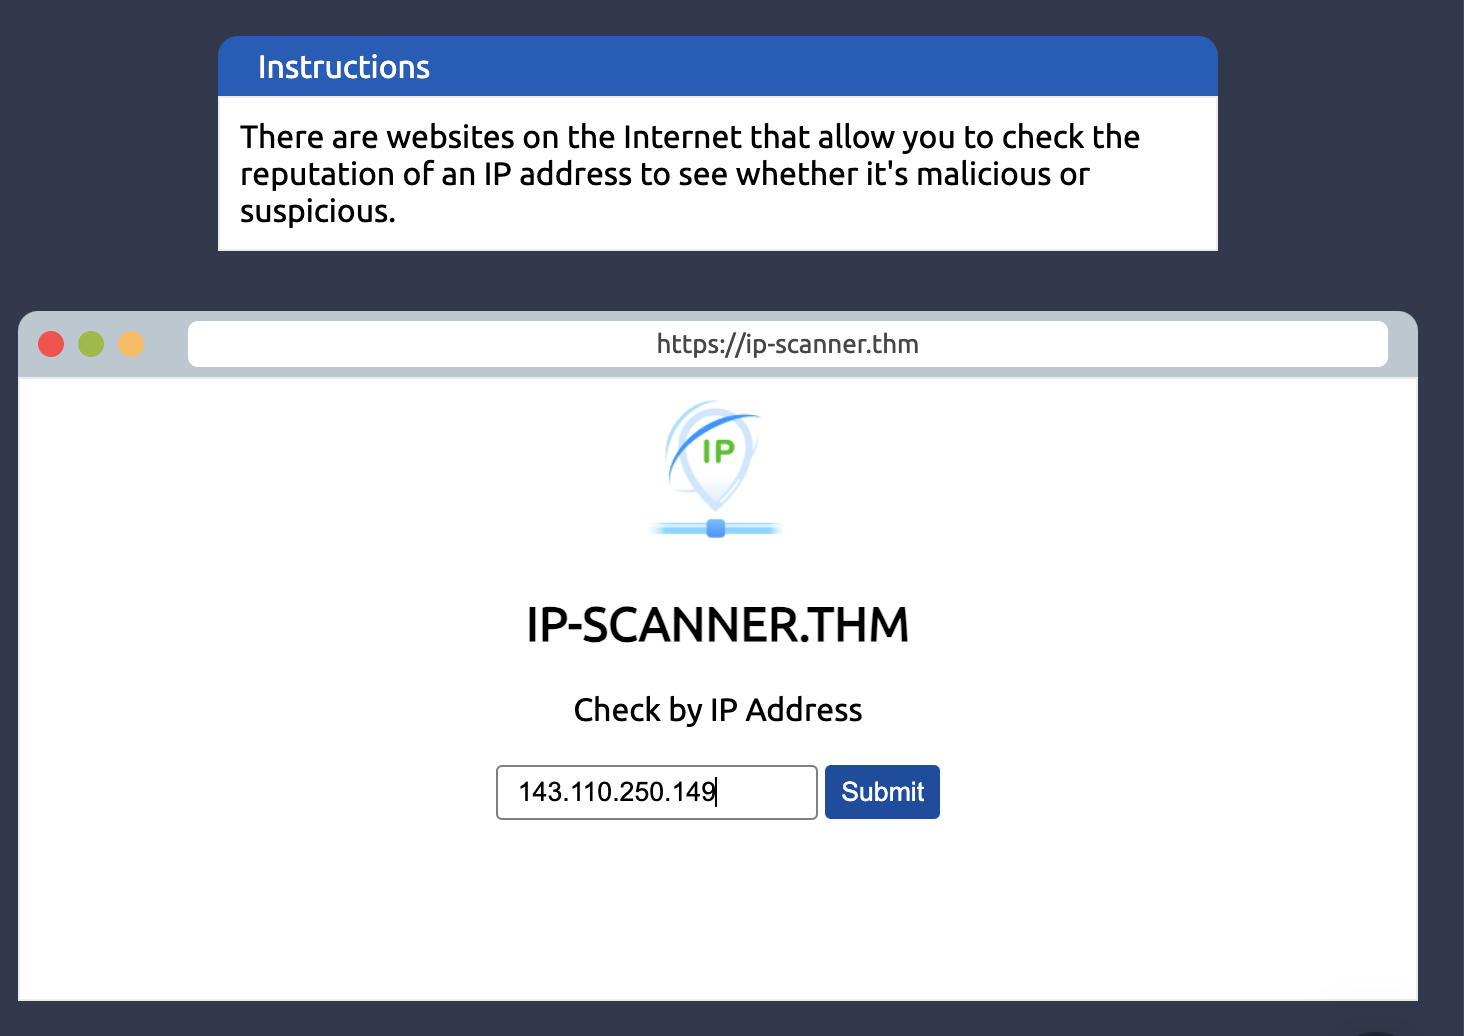 Instructions
There are websites on the Internet that allow you to check the
reputation of an IP address to see whether it's malicious or
suspicious.
https://ip-scanner.thm
IP
IP-SCANNER.THM
Check by IP Address
143.110.250.149
Submit